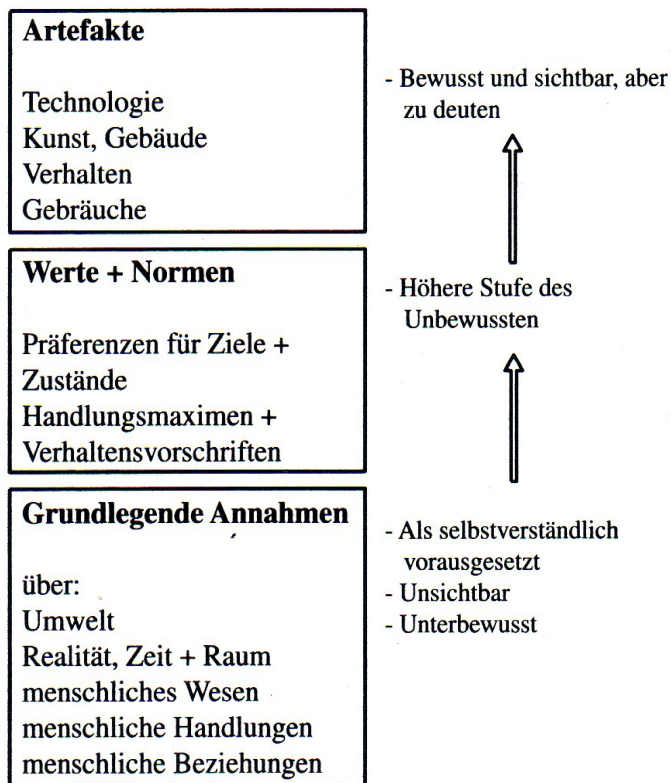 Artefakte
Technologie
Kunst, Gebäude
Verhalten
Gebräuche
- Bewusst und sichtbar, aber
zu deuten
Werte + Normen
Präferenzen für Ziele +
Zustände
Handlungsmaximen +
Verhaltensvorschriften
- Höhere Stufe des
Unbewussten
Grundlegende Annahmen
über:
Umwelt
Realität, Zeit + Raum
menschliches Wesen
menschliche Handlungen
menschliche Beziehungen
- Als selbstverständlich
vorausgesetzt
- Unsichtbar
- Unterbewusst